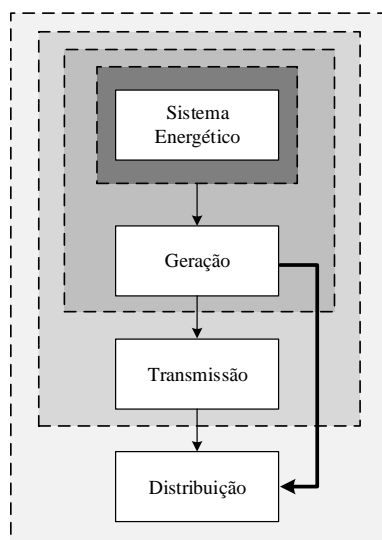 Sistema
Energético
Geração
Transmissão
Distribuição